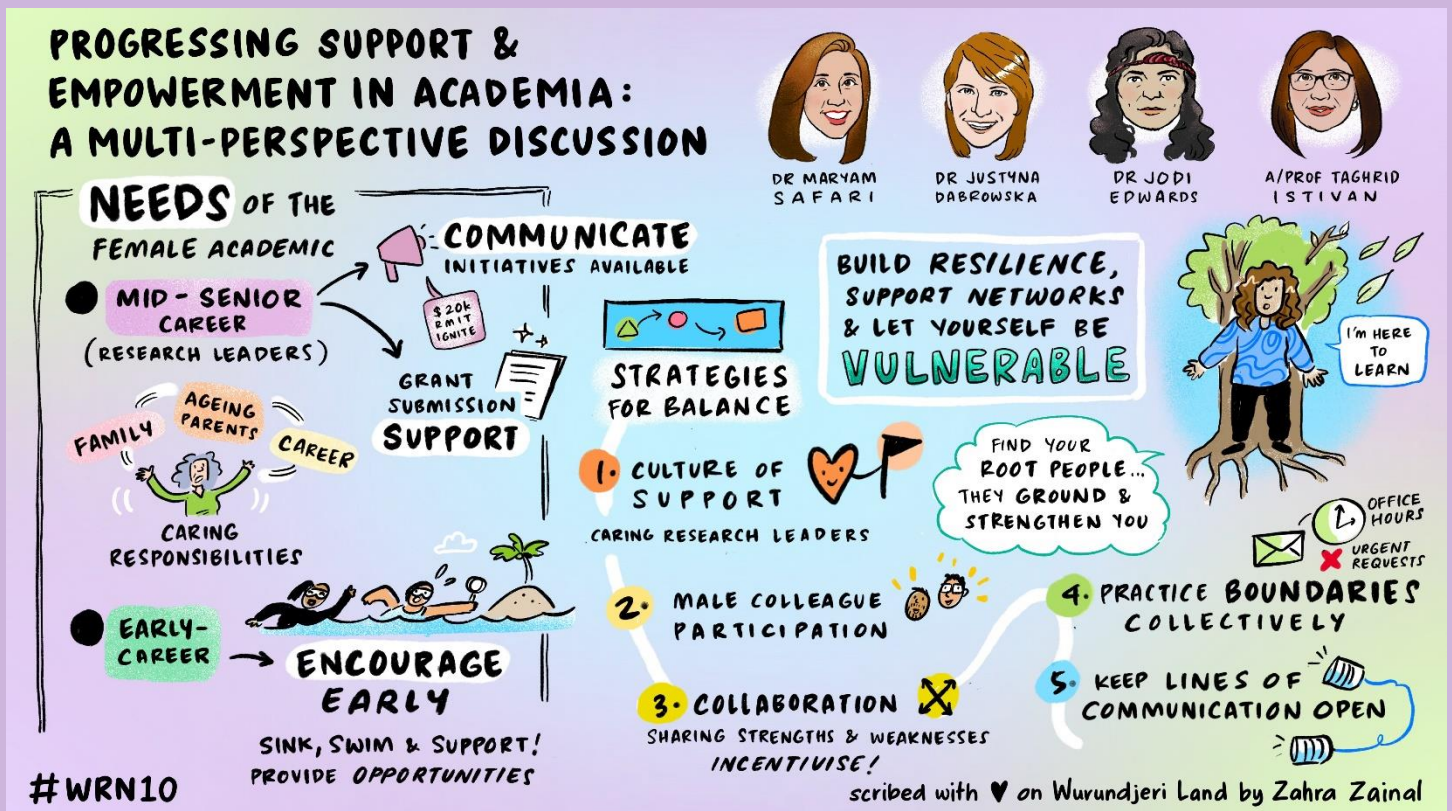 PROGRESSING SUPPORT &
EMPOWERMENT IN ACADEMIA:
A MULTI-PERSPECTIVE DISCUSSION
DR MARYAM
SAFARI
DR JUSTYNA
DABROWSKA
DR JODI
EDWARDS
A/PROF TAGHRID
ISTIVAN
NEEDS OF THE
FEMALE ACADEMIC
MID-SENIOR
CAREER
(RESEARCH LEADERS)
COMMUNICATE
INITIATIVES AVAILABLE
$20k
RMIT
IGNITE
GRANT
SUBMISSION
SUPPORT
FAMILY
AGEING
PARENTS
CAREER
CARING
RESPONSIBILITIES
EARLY-
CAREER
ENCOURAGE
EARLY
SINK, SWIM & SUPPORT!
PROVIDE OPPORTUNITIES
STRATEGIES
FOR BALANCE
1. CULTURE OF
SUPPORT
CARING RESEARCH LEADERS
2. MALE COLLEAGUE
PARTICIPATION
3. COLLABORATION
SHARING STRENGTHS & WEAKNESSES
INCENTIVISE!
BUILD RESILIENCE,
SUPPORT NETWORKS
& LET YOURSELF BE
VULNERABLE
I'M HERE
TO
LEARN
FIND YOUR
ROOT PEOPLE...
THEY GROUND &
STRENGTHEN YOU
OFFICE
HOURS
URGENT
REQUESTS
4. PRACTICE BOUNDARIES
COLLECTIVELY
5. KEEP LINES OF
COMMUNICATION OPEN
#WRN10
scribed with ♥ on Wurundjeri Land by Zahra Zainal